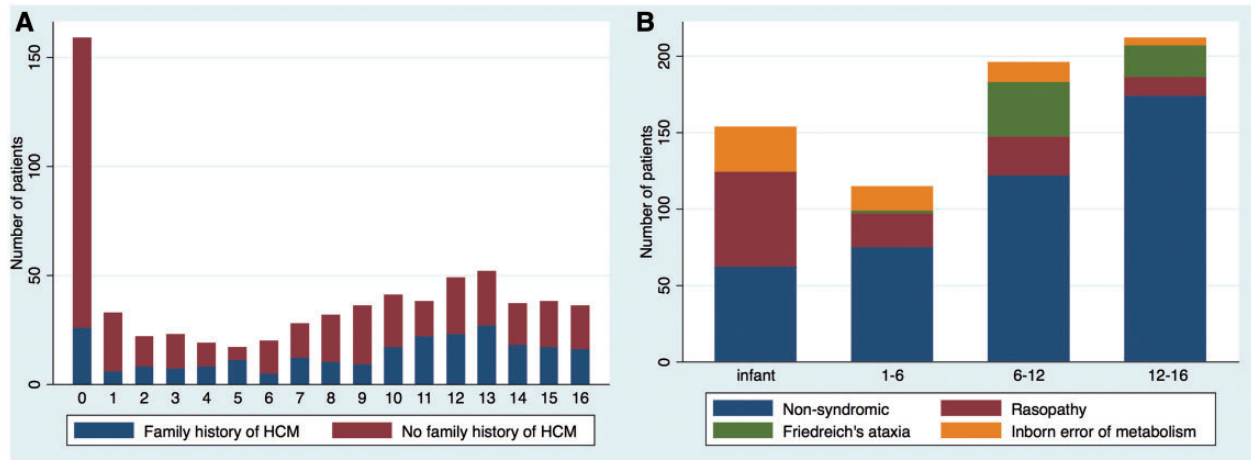 A
Number of patients
150
100
50
0
0 1 2 3 4 5 6 7 8 9 10 11 12 13 14 15 16
Family history of HCM No family history of HCM
B
Number of patients
200
150
100
50
0
infant 1-6 6-12 12-16
Non-syndromic Rasopathy
Friedreich's ataxia Inborn error of metabolism